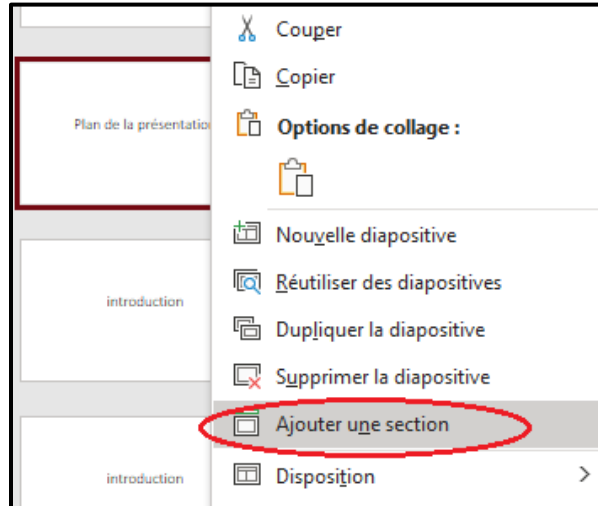 Couper
Copier
Plan de la présentation
Options de collage :
Nouvelle diapositive
Réutiliser des diapositives
introduction
Dupliquer la diapositive
Supprimer la diapositive
Ajouter une section
introduction
Disposition